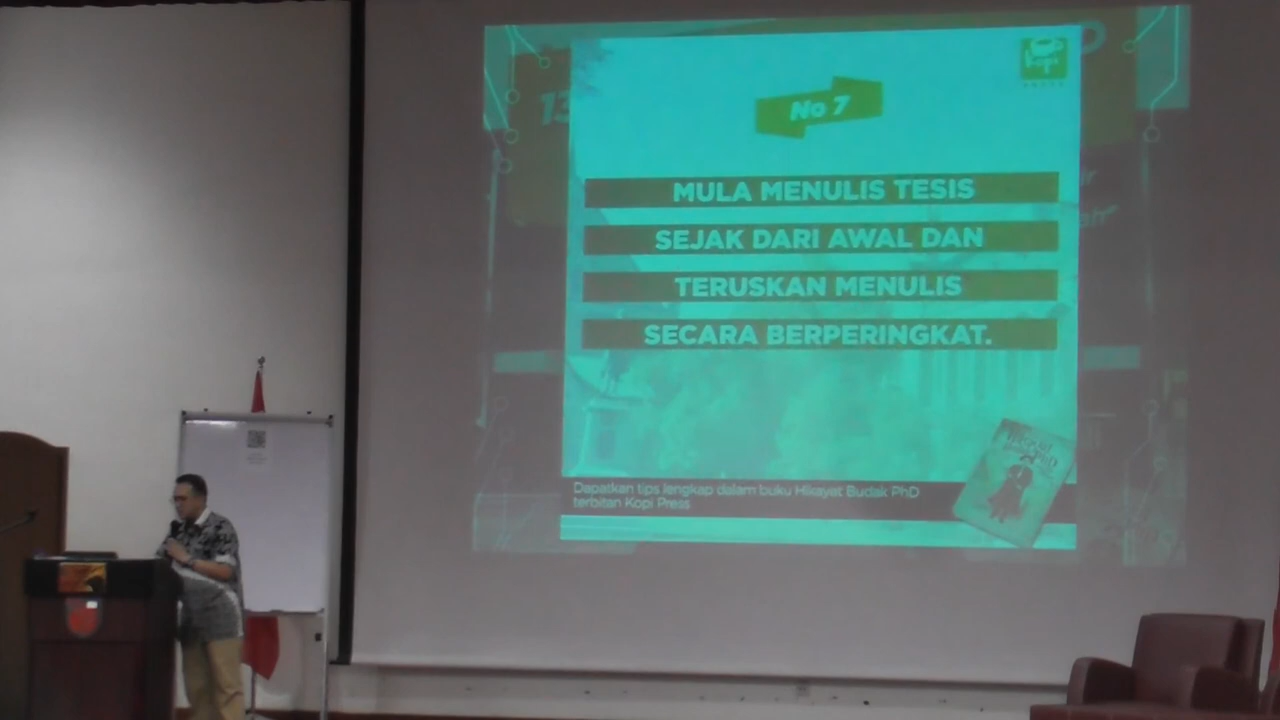 No 7
MULA MENULIS TESIS
SEJAK DARI AWAL DAN
TERUSKAN MENULIS
SECARA BERPERINGKAT.
Dapatkan tips lengkap dalam buku Hikayat Budak PhD
terbitan Kopi Press